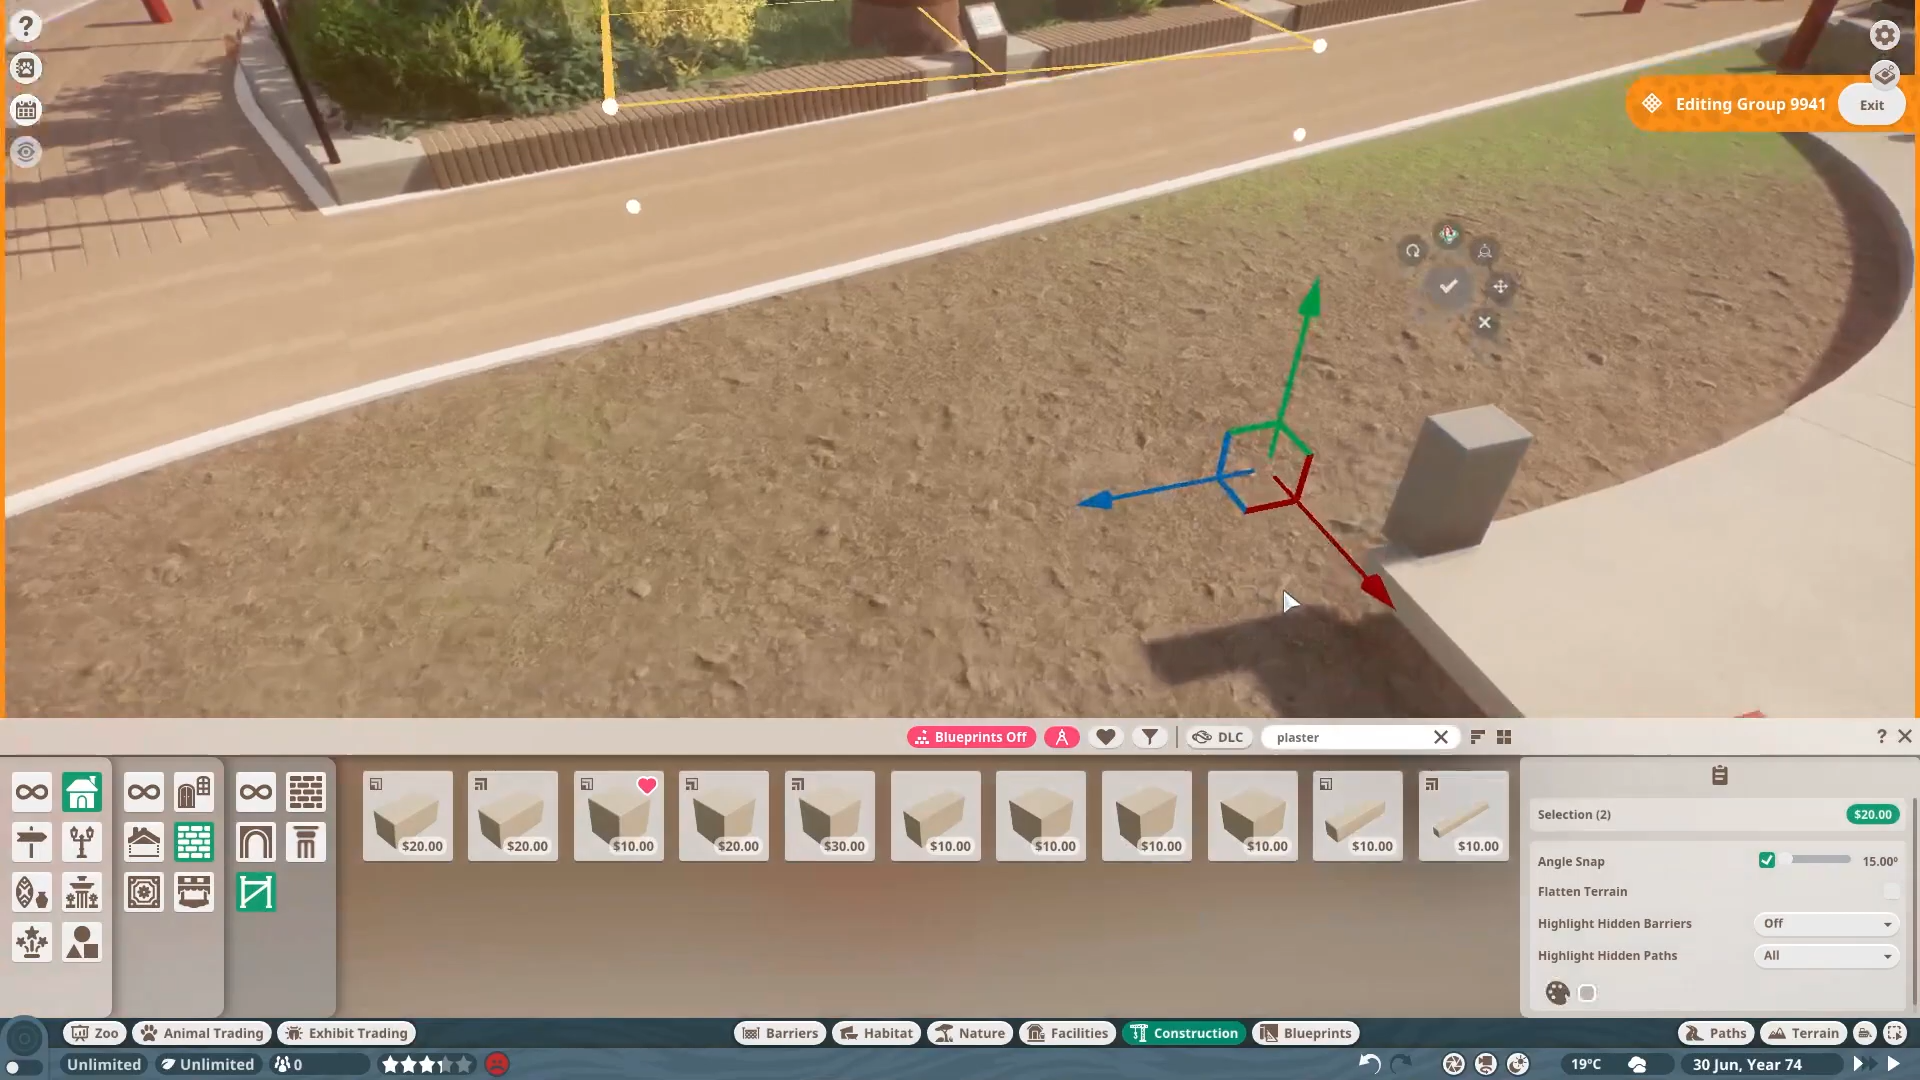 ?
Editing Group 9941
Exit
Blueprints Off
DLC
plaster
?
$20.00
$20.00
$10.00
$20.00
$30.00
$10.00
$10.00
$10.00
$10.00
$10.00
$10.00
Selection (2)
$20.00
Angle Snap
15.00°
Flatten Terrain
Highlight Hidden Barriers
Off
Highlight Hidden Paths
All
Zoo
Animal Trading
Exhibit Trading
Barriers
Habitat
Nature
Facilities
Construction
Blueprints
Paths
Terrain
Unlimited
Unlimited
0
19°C
30 Jun, Year 74